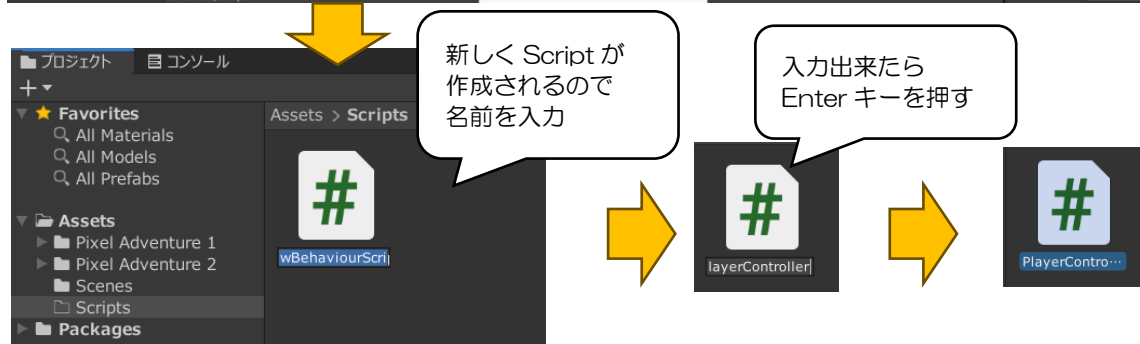 プロジェクト
コンソール
Favorites
All Materials
All Models
All Prefabs
Assets
Pixel Adventure 1
Pixel Adventure 2
Scenes
Scripts
Packages
Assets > Scripts
wBehaviourScri
新しく Script が
作成されるので
名前を入力
入力出来たら
Enter キーを押す
layerController
PlayerContro…